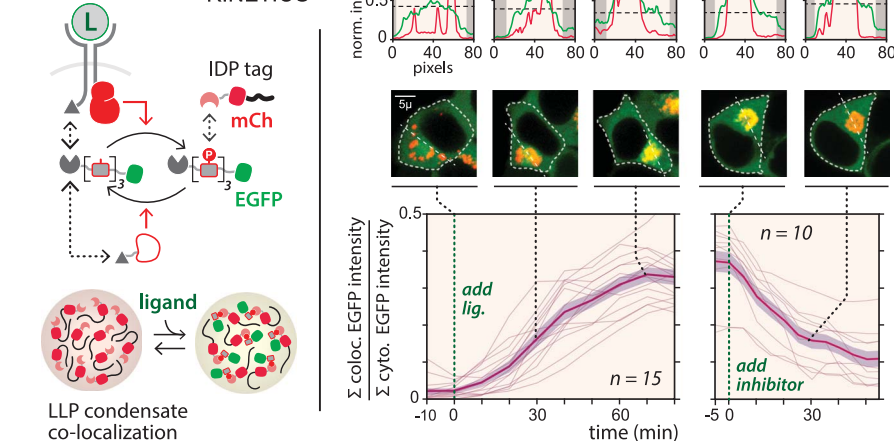 L
IDP tag
mCh
P
3
3
EGFP
ligand
LLP condensate
co-localization
norm. in
0
0 40 80
0 40 80
0 40 80
0 40 80
0 40 80
pixels
5µ
Σ coloc. EGFP intensity
Σ cyto. EGFP intensity
0.5
0
add
lig.
n = 15
-10 0 30 60
time (min)
n = 10
add
inhibitor
-5 0 30